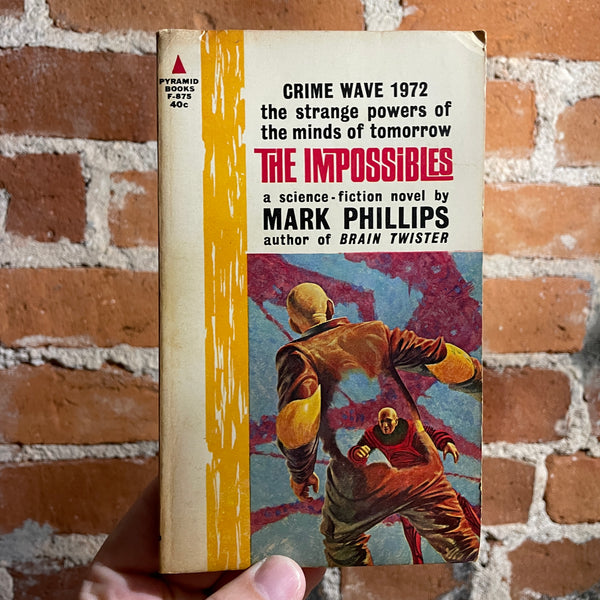 PYRAMID
BOOKS
F-875
40c
CRIME WAVE 1972
the strange powers of
the minds of tomorrow
THE IMPOSSiBLES
a science-fiction novel by
MARK PHILLIPS
author of BRAIN TWISTER